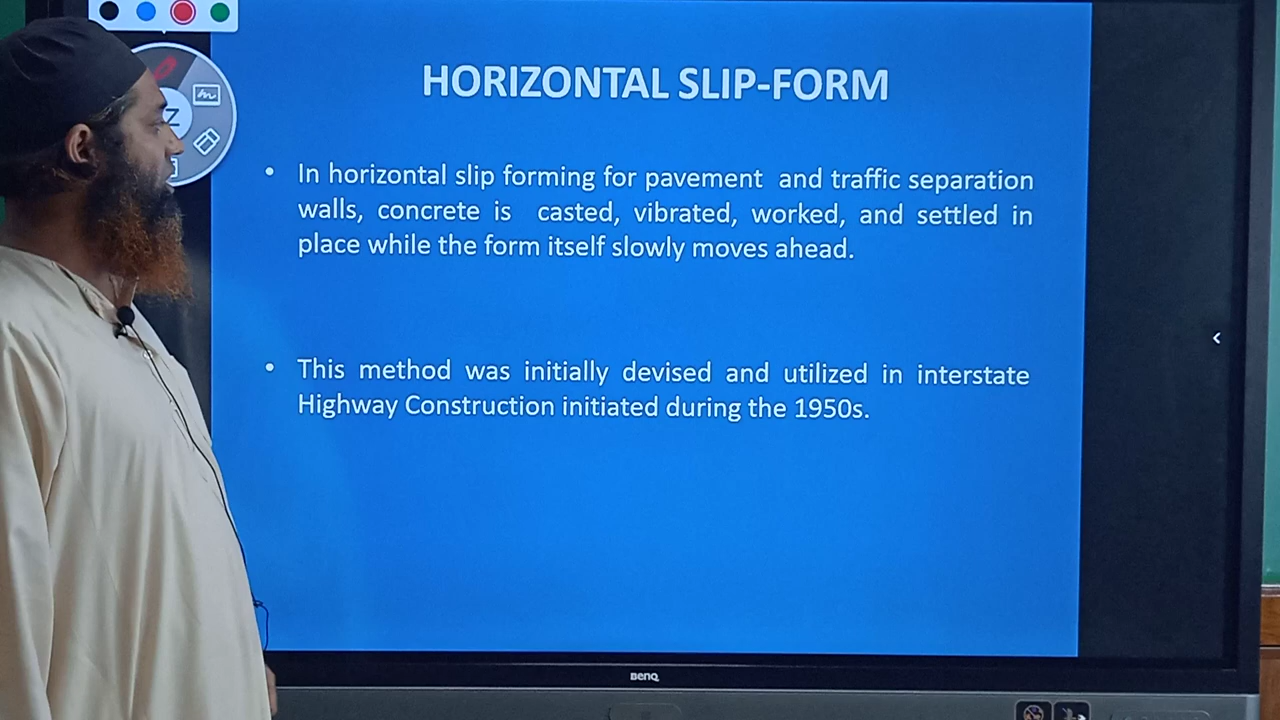 HORIZONTAL SLIP-FORM
• In horizontal slip forming for pavement and traffic separation
walls, concrete is casted, vibrated, worked, and settled in
place while the form itself slowly moves ahead.
• This method was initially devised and utilized in interstate
Highway Construction initiated during the 1950s.
Z
BenQ